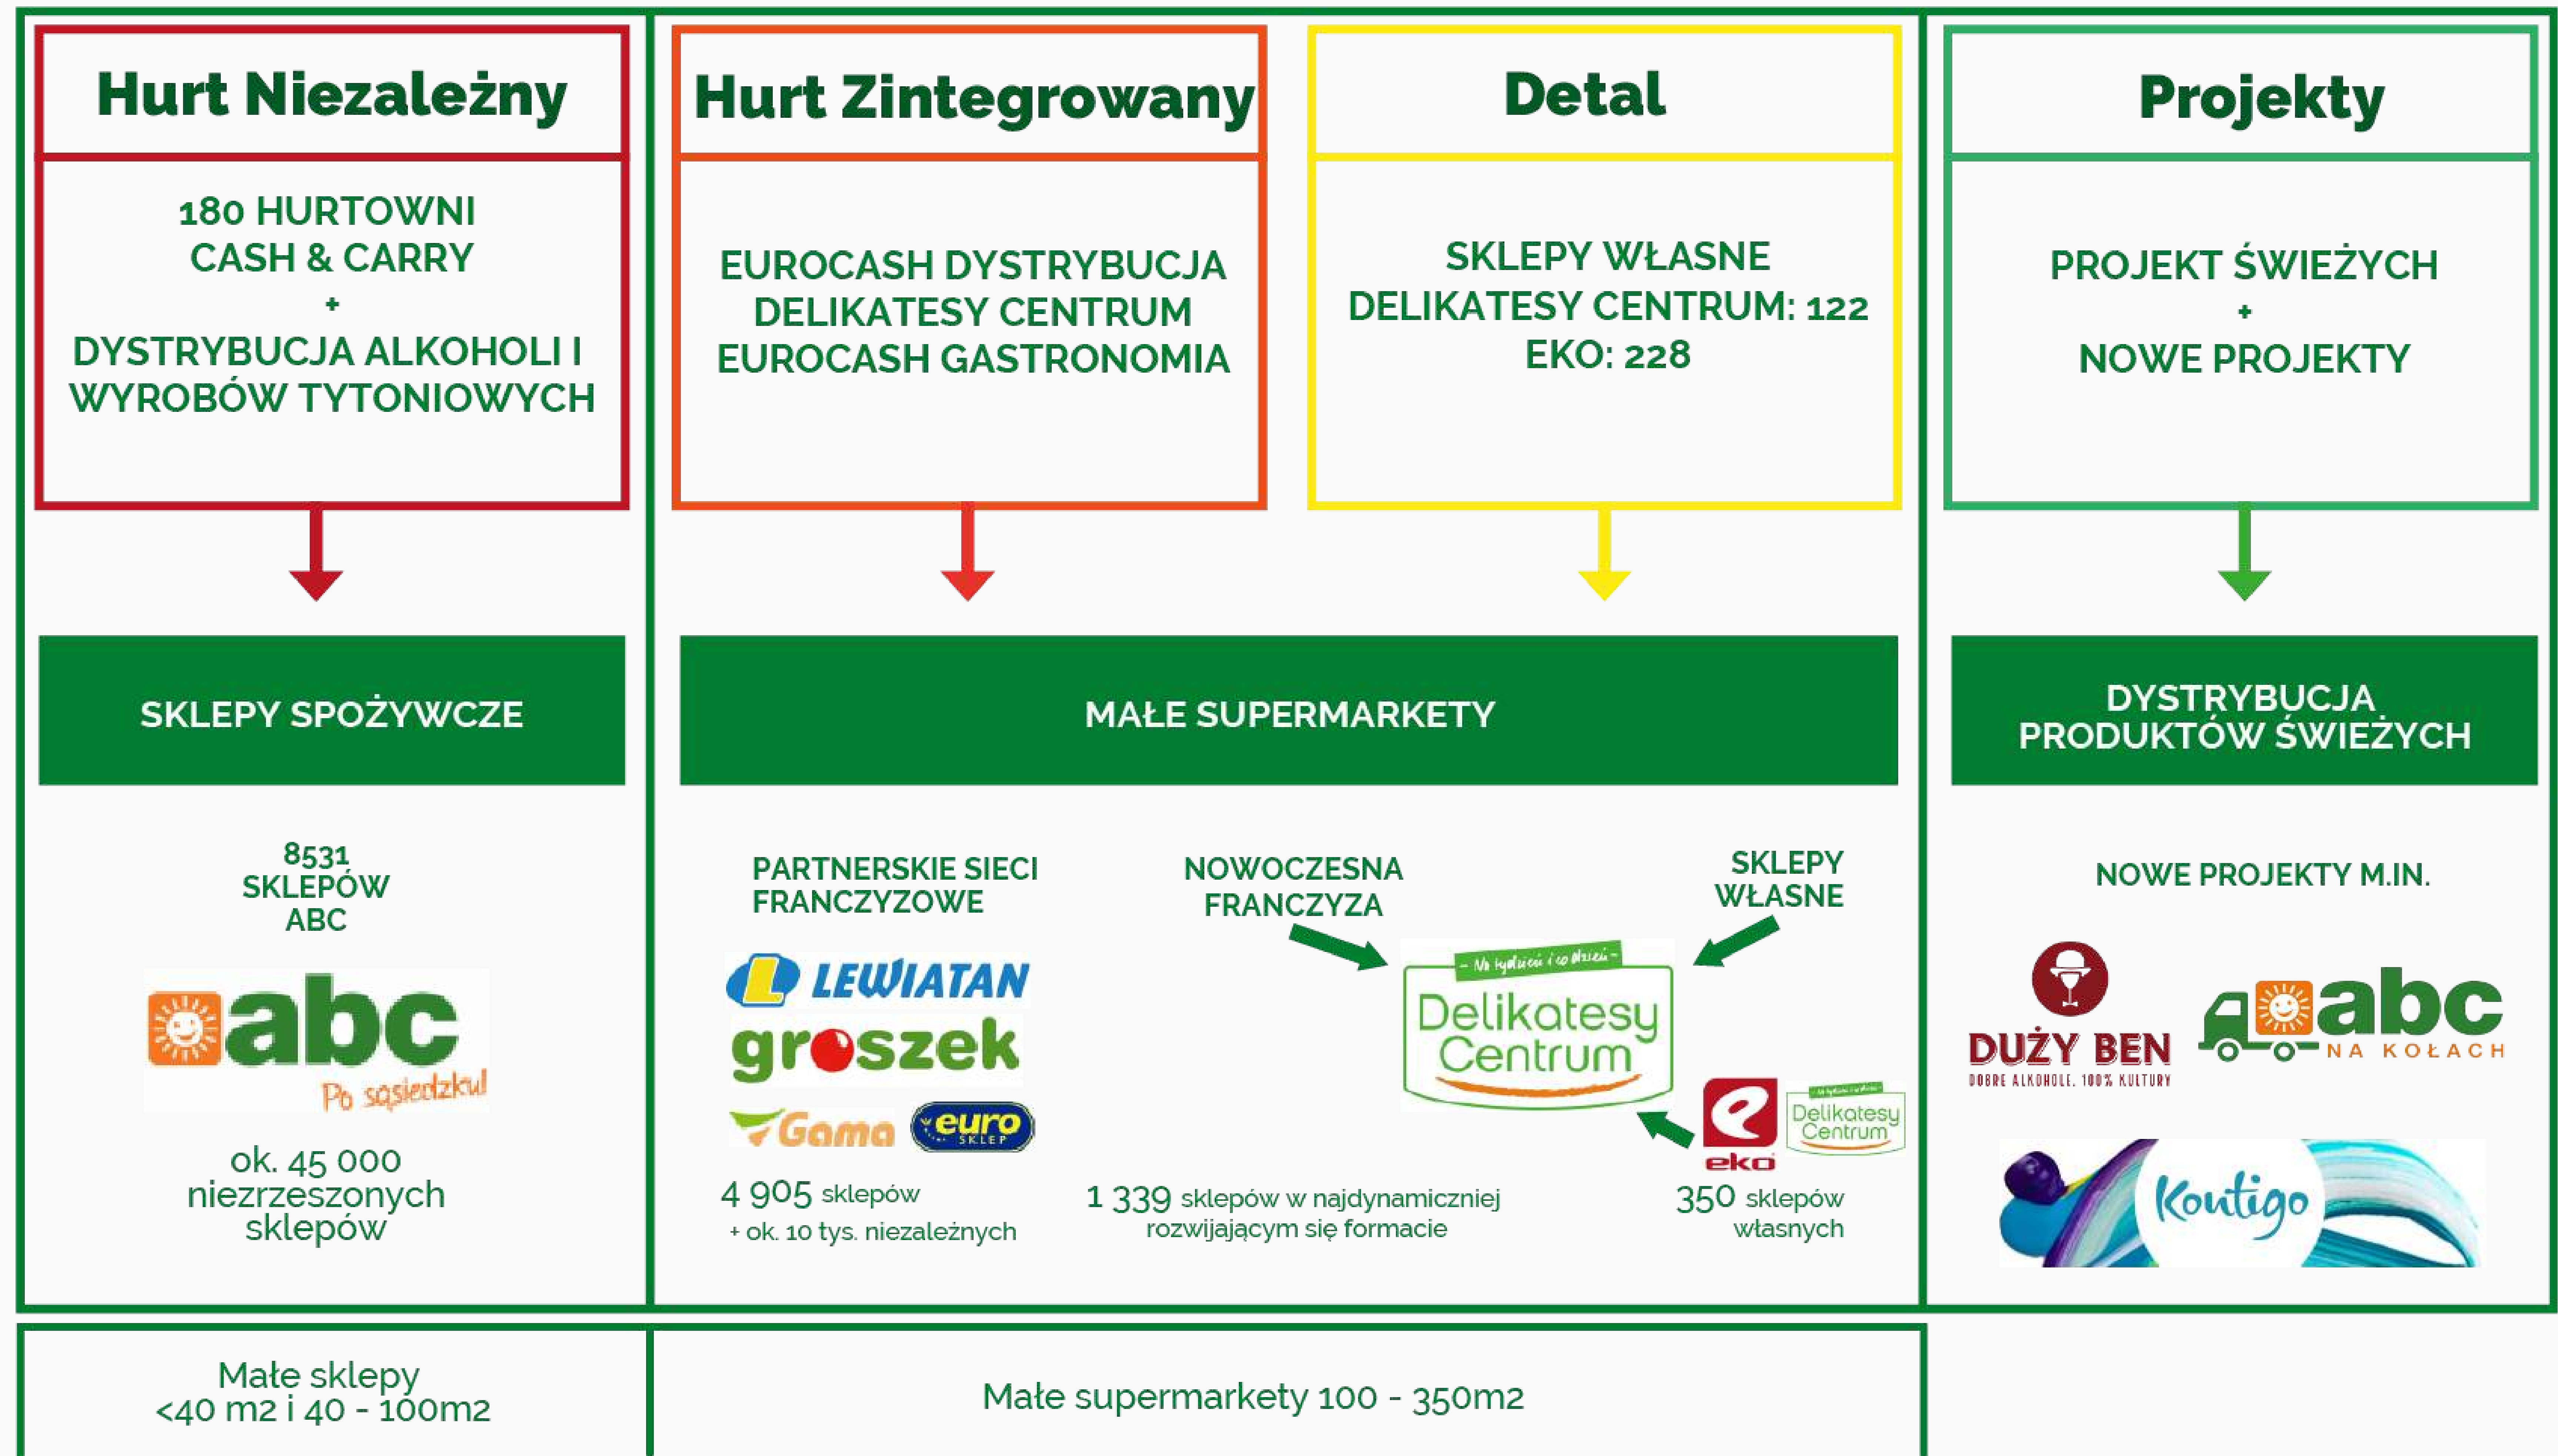 Hurt Niezależny
180 HURTOWNI
CASH & CARRY
+
DYSTRYBUCJA ALKOHOLI I
WYROBÓW TYTONIOWYCH
Hurt Zintegrowany
EUROCASH DYSTRYBUCJA
DELIKATESY CENTRUM
EUROCASH GASTRONOMIA
Detal
SKLEPY WŁASNE
DELIKATESY CENTRUM: 122
EKO: 228
Projekty
PROJEKT ŚWIEŻYCH
+
NOWE PROJEKTY
SKLEPY SPOŻYWCZE
MAŁE SUPERMARKETY
DYSTRYBUCJA
PRODUKTÓW ŚWIEŻYCH
8531
SKLEPÓW
ABC
abc
Po sąsiedzku!
ok. 45 000
niezrzeszonych
sklepów
PARTNERSKIE SIECI
FRANCZYZOWE
L LEWIATAN
groszek
Gama
euro
SKLEP
4 905 sklepów
+ ok. 10 tys. niezależnych
NOWOCZESNA
FRANCZYZA
- Na tydzień i co dzień -
Delikatesy
Centrum
1 339 sklepów w najdynamiczniej
rozwijającym się formacie
SKLEPY
WŁASNE
eko
Delikatesy
Centrum
350 sklepów
własnych
NOWE PROJEKTY M.IN.
DUŻY BEN
DOBRE ALKOHOLE. 100% KULTURY
abc
NA KOŁACH
Kontigo
Małe sklepy
<40 m2 i 40 - 100m2
Małe supermarkety 100 - 350m2